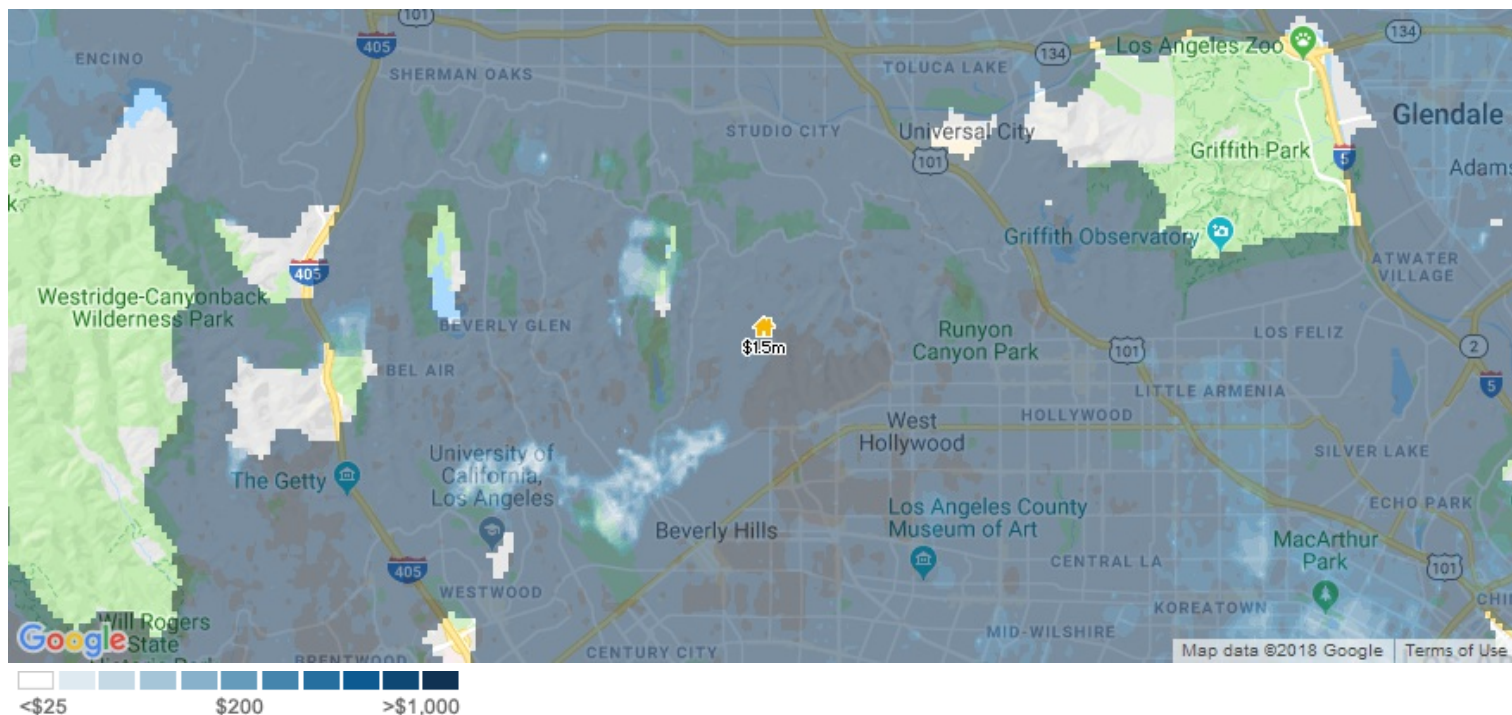 101
134
134
405
Los Angeles Zoo
ENCINO
SHERMAN OAKS
TOLUCA LAKE
Glendale
STUDIO CITY
Universal City
101
Griffith Park
5
Adams
Griffith Observatory
405
ATWATER
VILLAGE
Westridge-Canyonback
Wilderness Park
BEVERLY GLEN
$1.5m
Runyon
Canyon Park
LOS FELIZ
101
2
BEL AIR
5
LITTLE ARMENIA
West
Hollywood
HOLLYWOOD
University of
California,
Los Angeles
SILVER LAKE
The Getty
Los Angeles County
Museum of Art
ECHO PARK
Beverly Hills
MacArthur
Park
CENTRAL LA
101
405
WESTWOOD
KOREATOWN
Will Rogers
State
MID-WILSHIRE
Google
BRENTWOOD
CENTURY CITY
Map data ©2018 Google
Terms of Use
<$25
$200
>$1,000